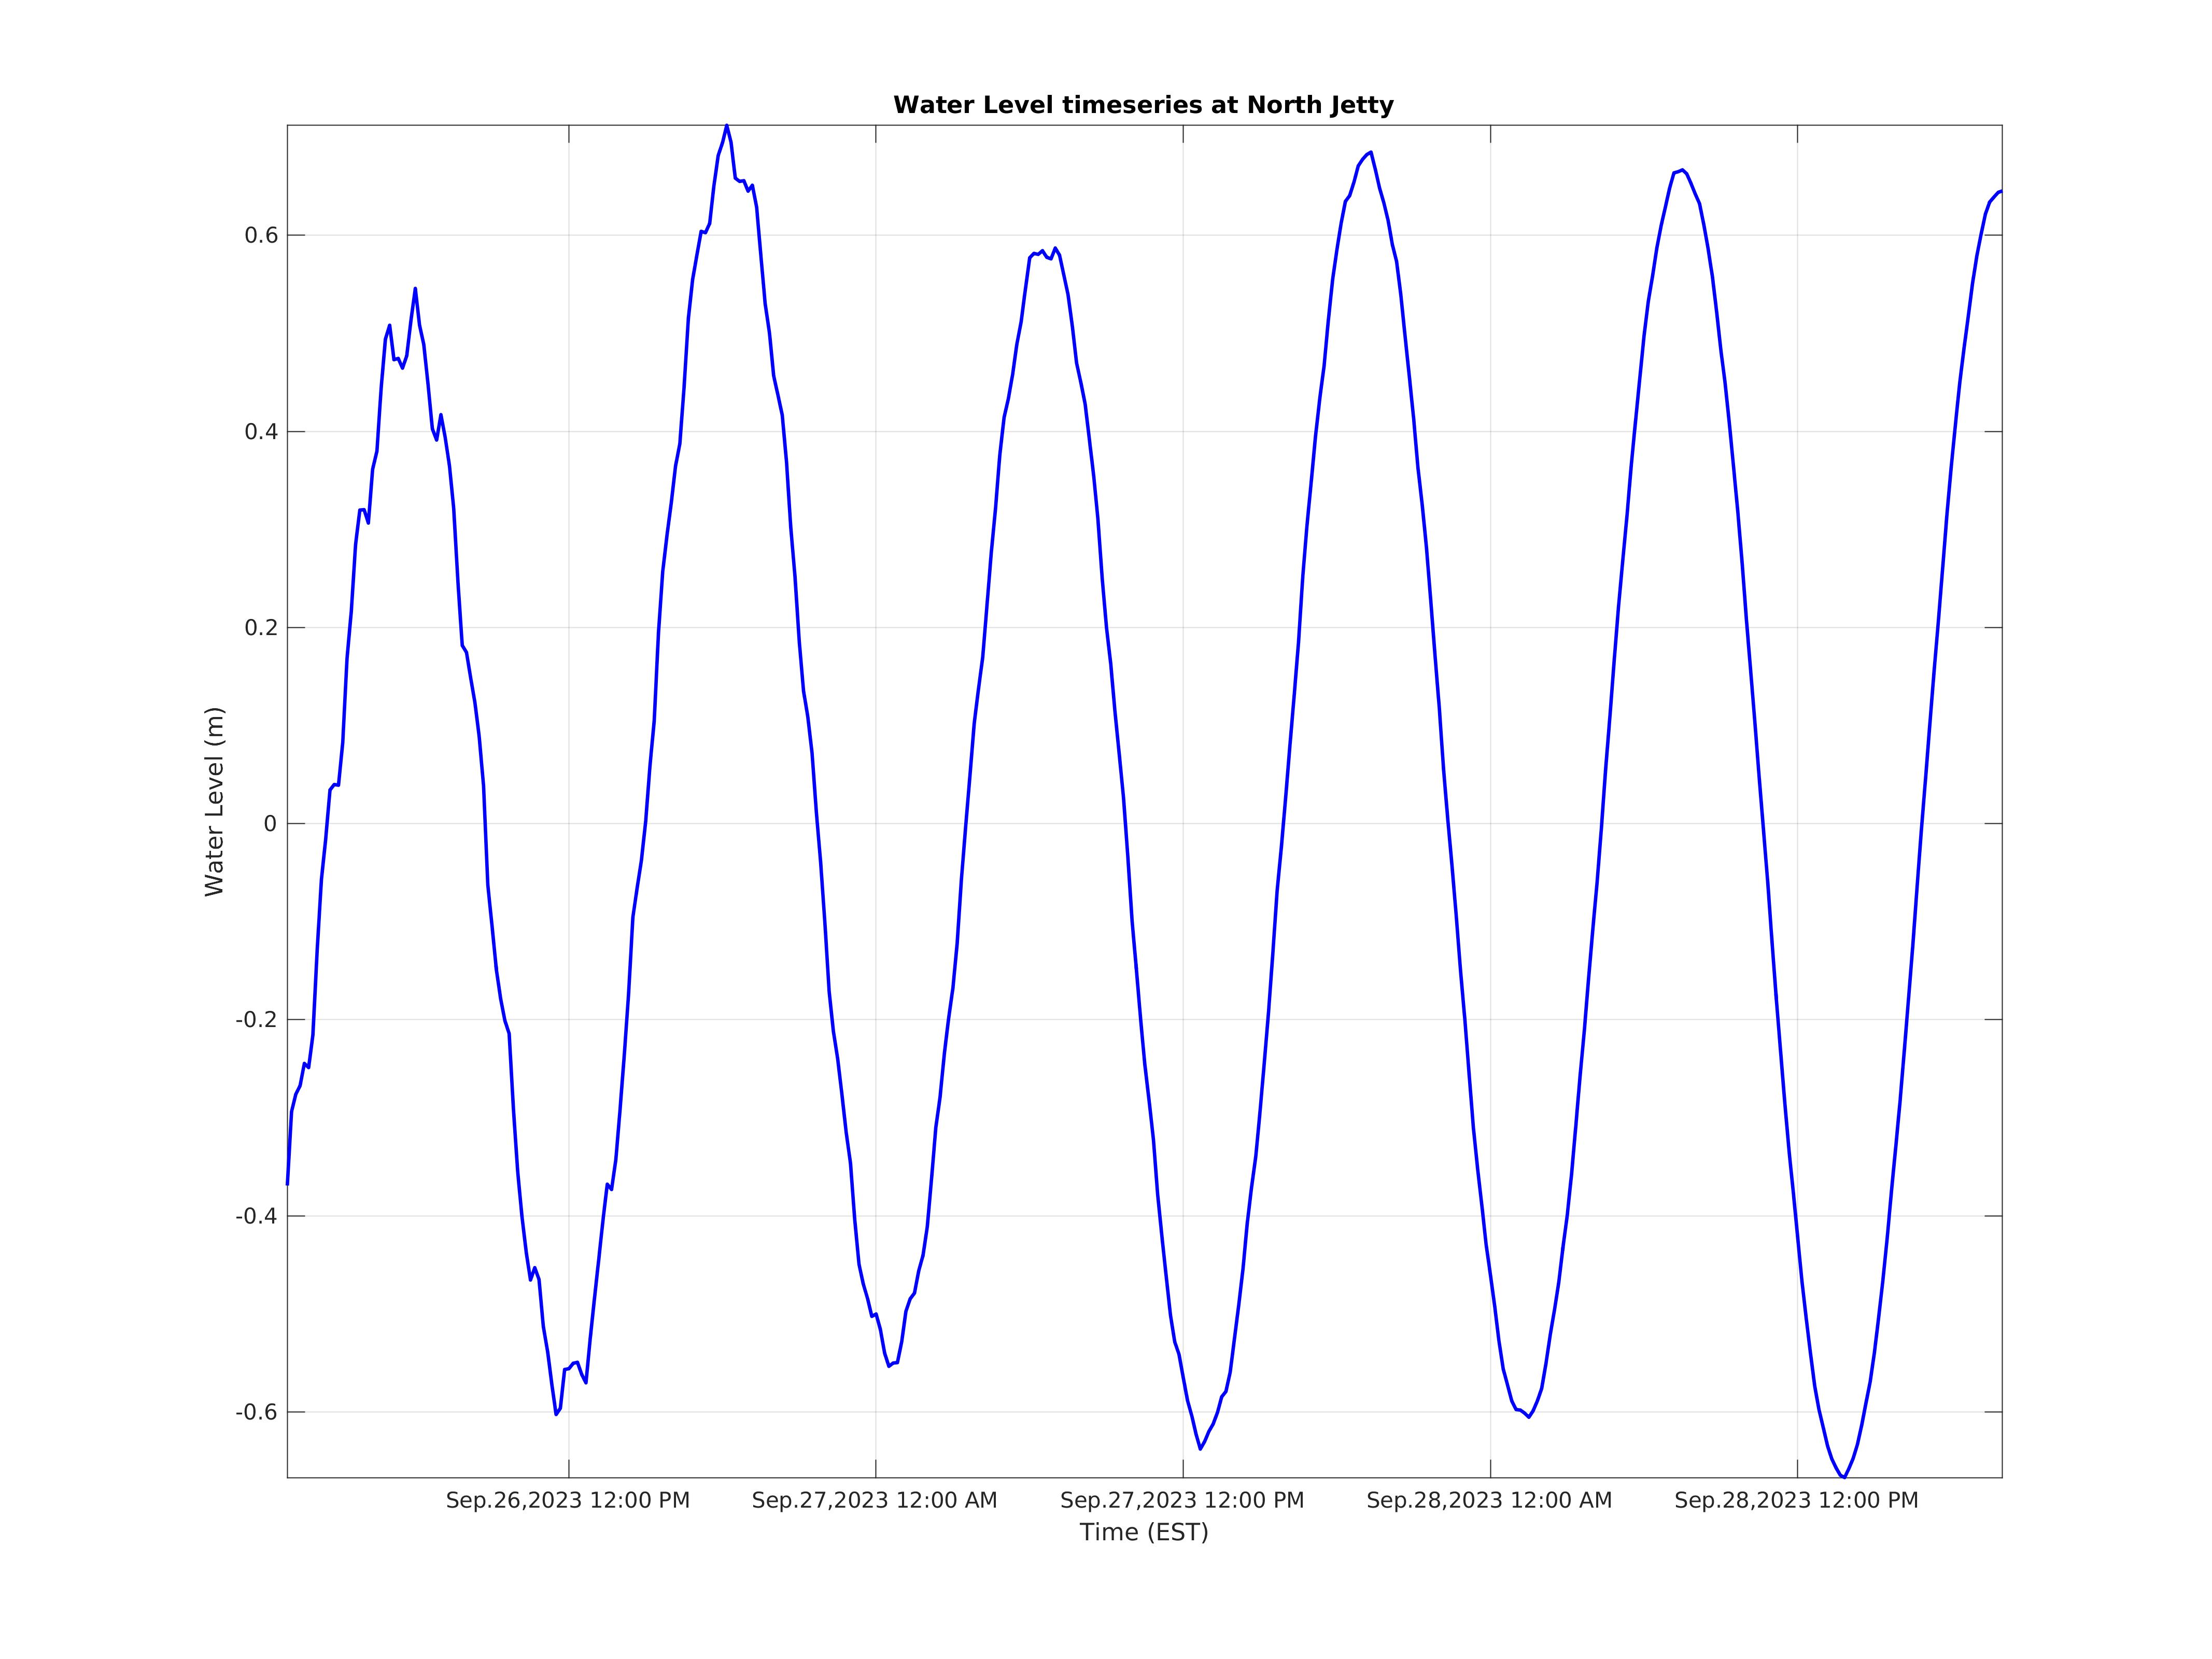 Water Level timeseries at North Jetty
Water Level (m)
0.6
0.4
0.2
0
-0.2
-0.4
-0.6
Sep.26,2023 12:00 PM
Sep.27,2023 12:00 AM
Sep.27,2023 12:00 PM
Sep.28,2023 12:00 AM
Sep.28,2023 12:00 PM
Time (EST)